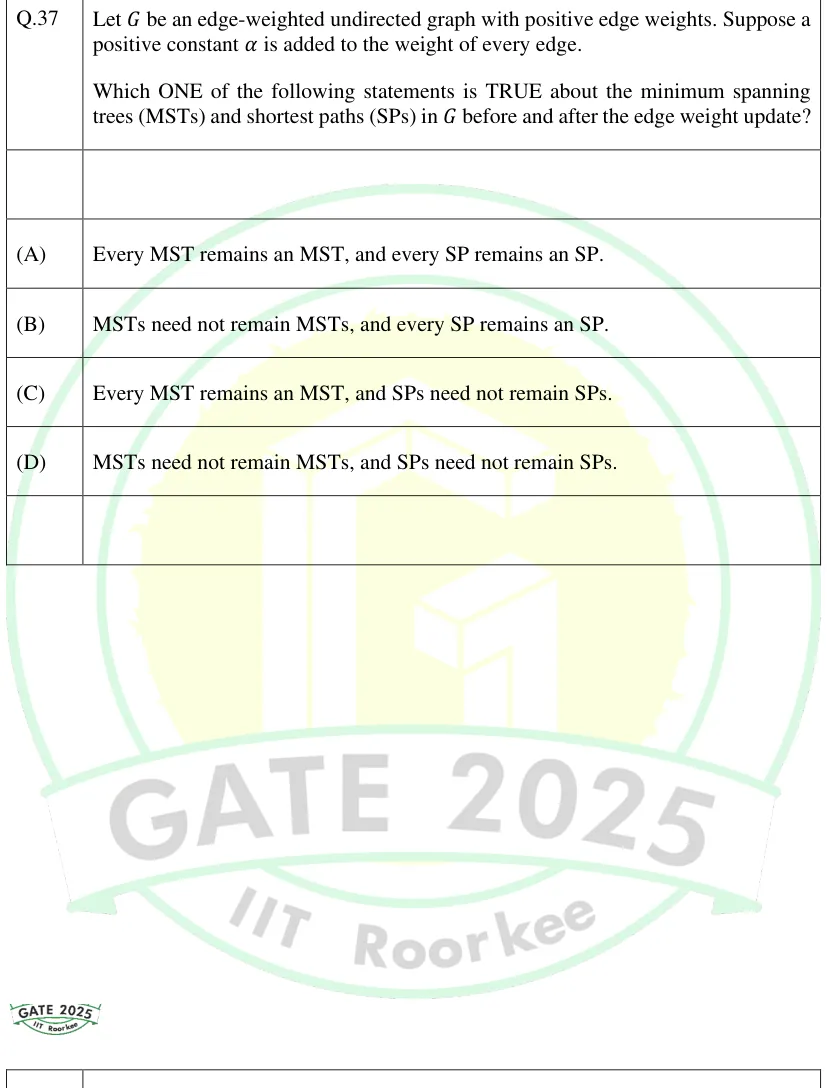 Q.37 Let G be an edge-weighted undirected graph with positive edge weights. Suppose a
positive constant α is added to the weight of every edge.
Which ONE of the following statements is TRUE about the minimum spanning
trees (MSTs) and shortest paths (SPs) in G before and after the edge weight update?
(A) Every MST remains an MST, and every SP remains an SP.
(B) MSTs need not remain MSTs, and every SP remains an SP.
(C) Every MST remains an MST, and SPs need not remain SPs.
(D) MSTs need not remain MSTs, and SPs need not remain SPs.
GATE 2025
IIT Roorkee
GATE 2025
IIT Roorkee